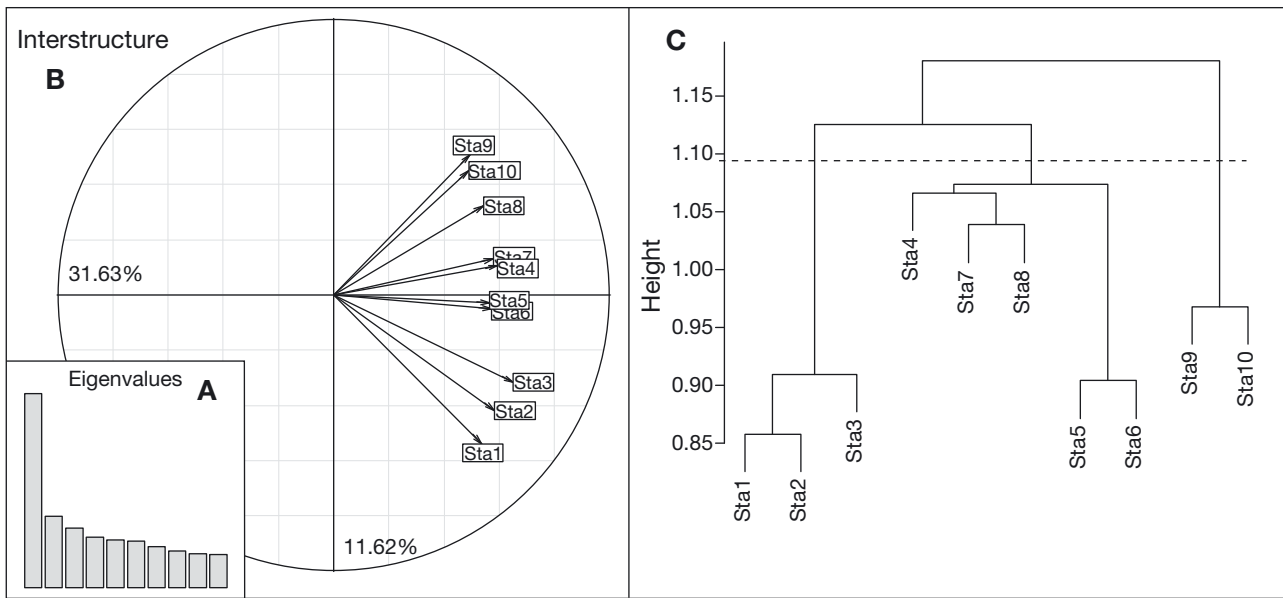 Interstructure
B
Sta9
Sta10
Sta8
Sta7
Sta4
Sta5
Sta6
Sta3
Sta2
Sta1
31.63%
11.62%
Eigenvalues
A
C
Height
1.15
1.10
1.05
1.00
0.95
0.90
0.85
Sta1
Sta2
Sta3
Sta4
Sta7
Sta8
Sta5
Sta6
Sta9
Sta10